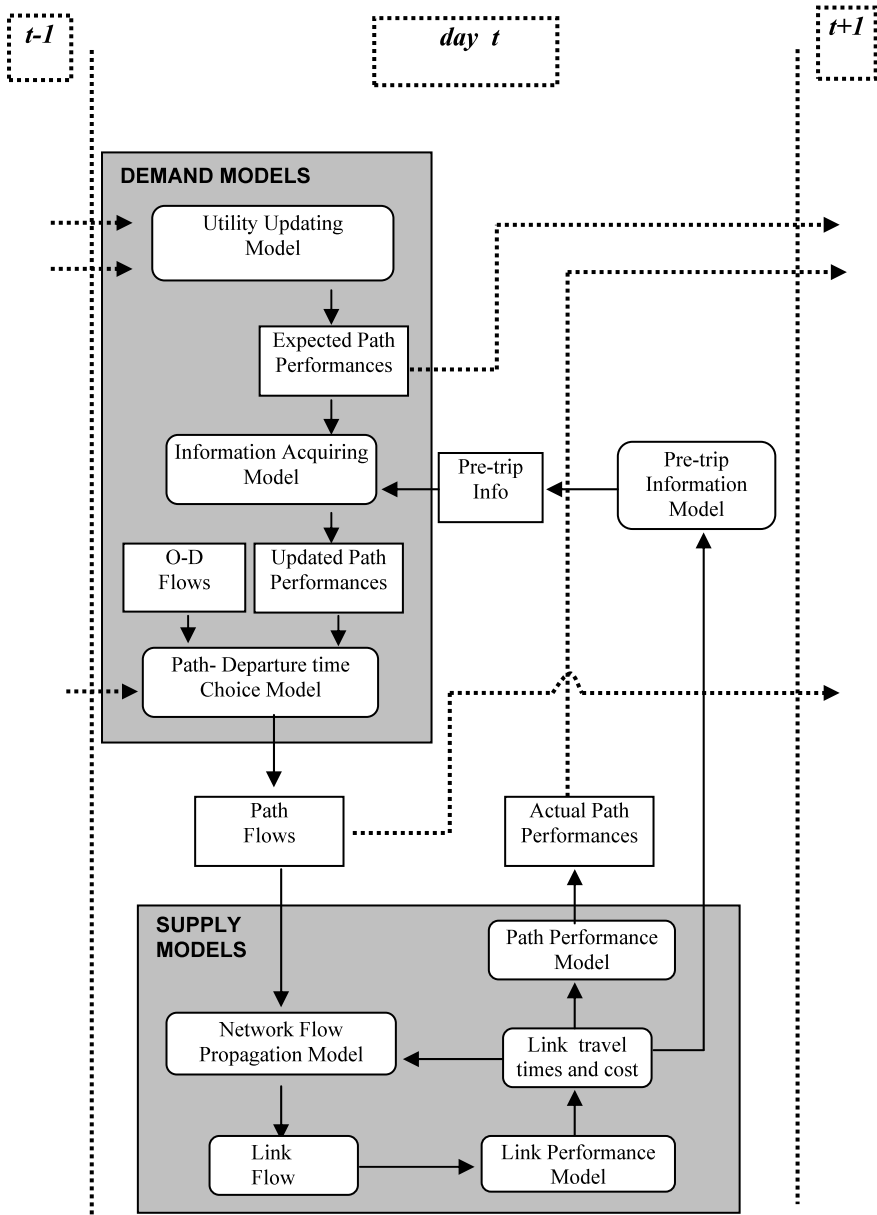 t-1
day t
t+1
DEMAND MODELS
Utility Updating
Model
Expected Path
Performances
Information Acquiring
Model
Pre-trip
Info
Pre-trip
Information
Model
O-D
Flows
Updated Path
Performances
Path- Departure time
Choice Model
Path
Flows
Actual Path
Performances
SUPPLY
MODELS
Path Performance
Model
Network Flow
Propagation Model
Link travel
times and cost
Link
Flow
Link Performance
Model